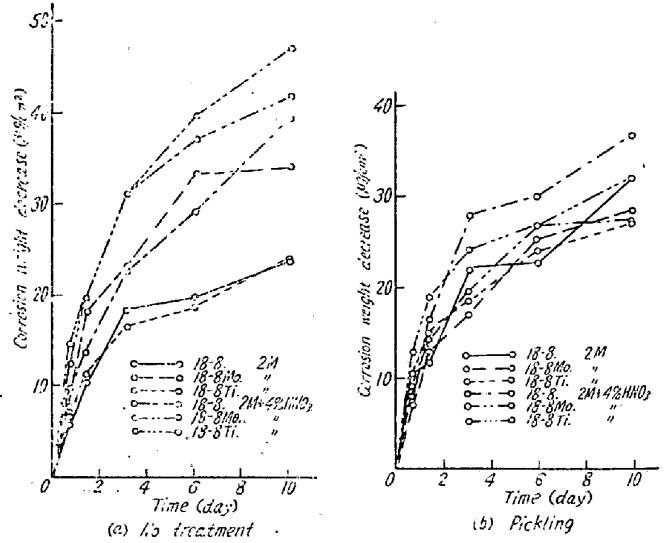 50
40
30
20
10
0 2 4 6 8 10
Corrosion weight decrease
18-8. 2M
18-8Mo. "
18-8Ti. "
18-8. 2M+4%HNO3
18-8Mo. "
18-8Ti "
Time (day)
(a) No treatment
40
30
20
10
0 2 4 6 8 10
Corrosion weight decrease
18-8. 2M
18-8Mo. "
18-8Ti. "
18-8. 2M+4%HNO3
18-8Mo. "
18-8Ti "
Time (day)
(b) Pickling